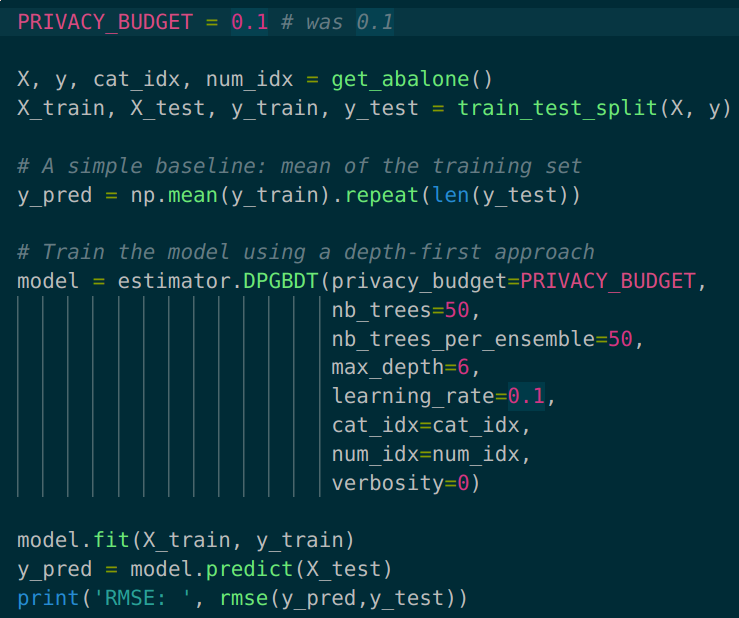 PRIVACY_BUDGET = 0.1 # was 0.1
X, y, cat_idx, num_idx = get_abalone()
X_train, X_test, y_train, y_test = train_test_split(X, y)
# A simple baseline: mean of the training set
y_pred = np.mean(y_train).repeat(len(y_test))
# Train the model using a depth-first approach
model = estimator.DPGBDT(privacy_budget=PRIVACY_BUDGET,
nb_trees=50,
nb_trees_per_ensemble=50,
max_depth=6,
learning_rate=0.1,
cat_idx=cat_idx,
num_idx=num_idx,
verbosity=0)
model.fit(X_train, y_train)
y_pred = model.predict(X_test)
print('RMSE: ', rmse(y_pred,y_test))